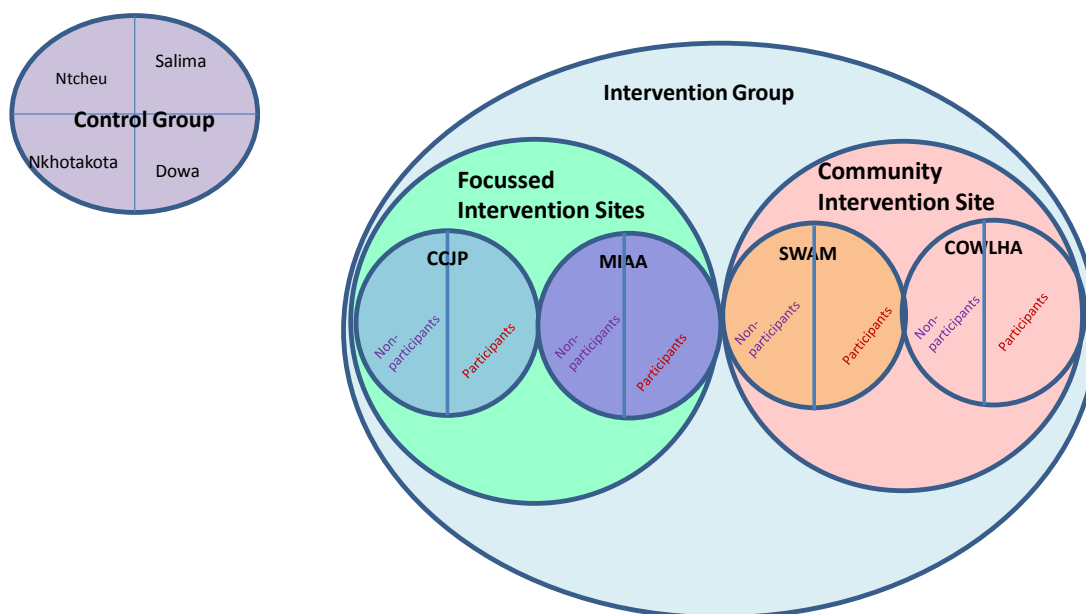 Ntcheu
Salima
Control Group
Nkhotakota
Dowa
Intervention Group
Focussed
Intervention Sites
CCJP
Non-
participants
Participants
MIAA
Non-
participants
Participants
Community
Intervention Site
SWAM
Non-
participants
Participants
COWLHA
Non-
participants
Participants